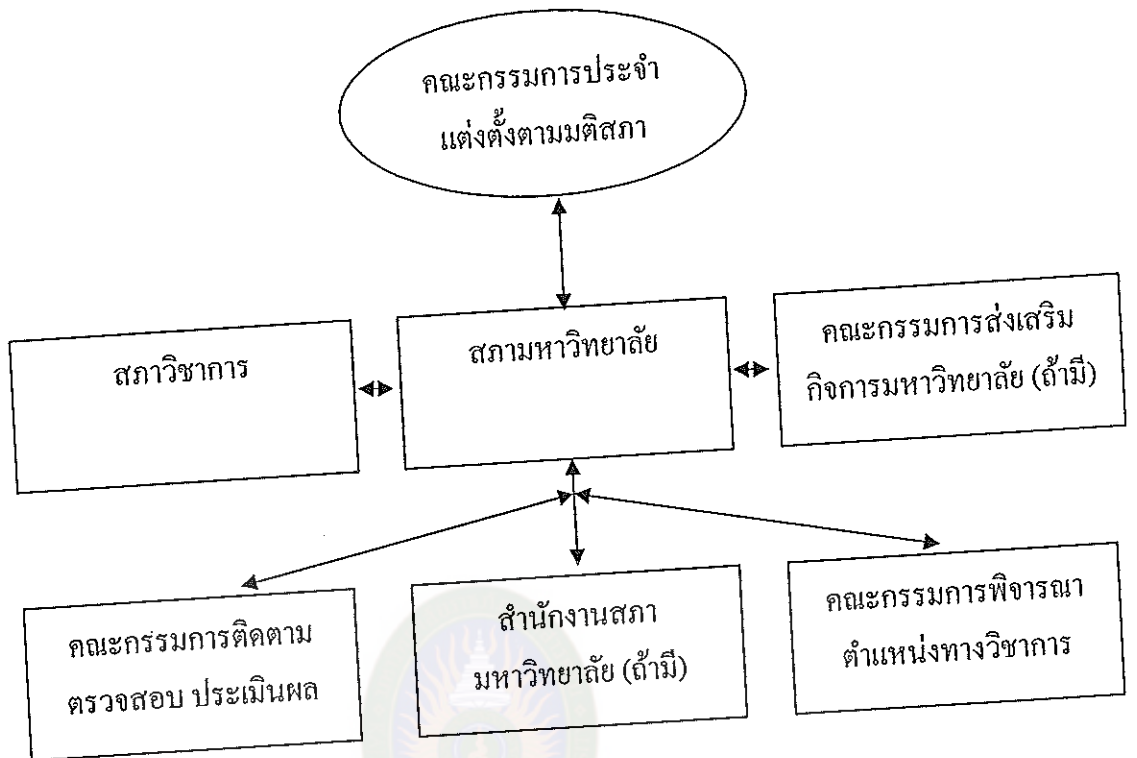 คณะกรรมการประจำ
แต่งตั้งตามมติสภา
สภาวิชาการ
สภามหาวิทยาลัย
คณะกรรมการส่งเสริม
กิจการมหาวิทยาลัย (ถ้ามี)
คณะกรรมการติดตาม
ตรวจสอบ ประเมินผล
สำนักงานสภา
มหาวิทยาลัย (ถ้ามี)
คณะกรรมการพิจารณา
ตำแหน่งทางวิชาการ